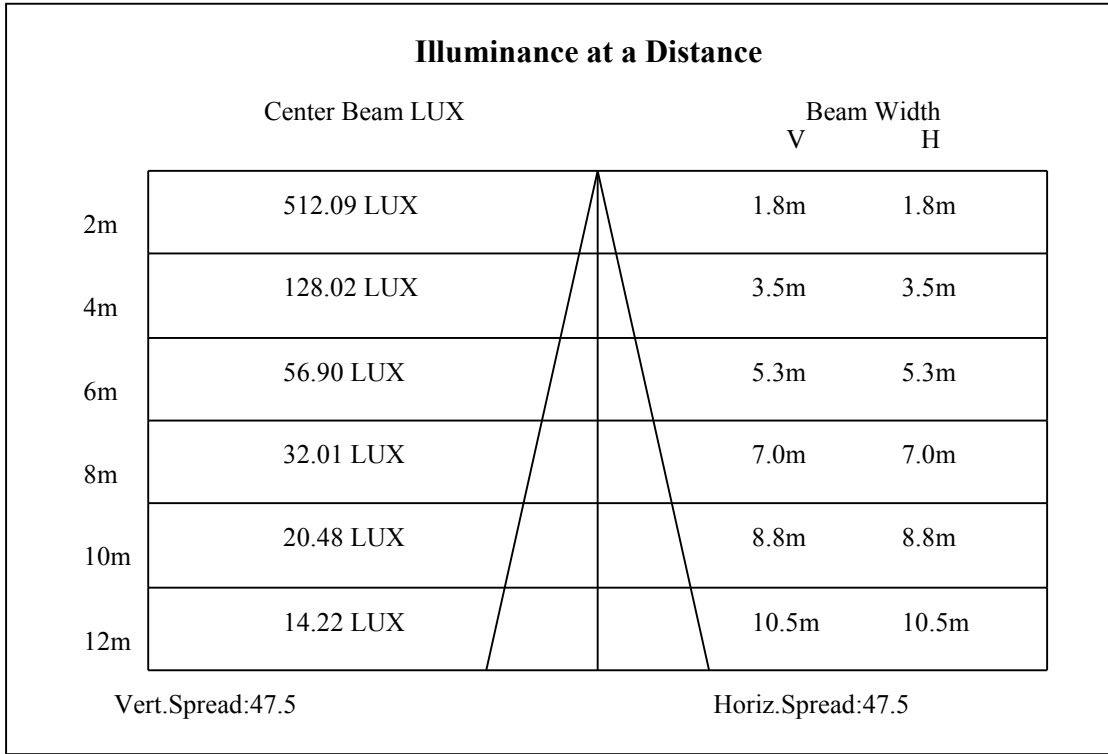 Illuminance at a Distance
Center Beam LUX Beam Width
V H
2m 512.09 LUX 1.8m 1.8m
4m 128.02 LUX 3.5m 3.5m
6m 56.90 LUX 5.3m 5.3m
8m 32.01 LUX 7.0m 7.0m
10m 20.48 LUX 8.8m 8.8m
12m 14.22 LUX 10.5m 10.5m
Vert.Spread:47.5 Horiz.Spread:47.5